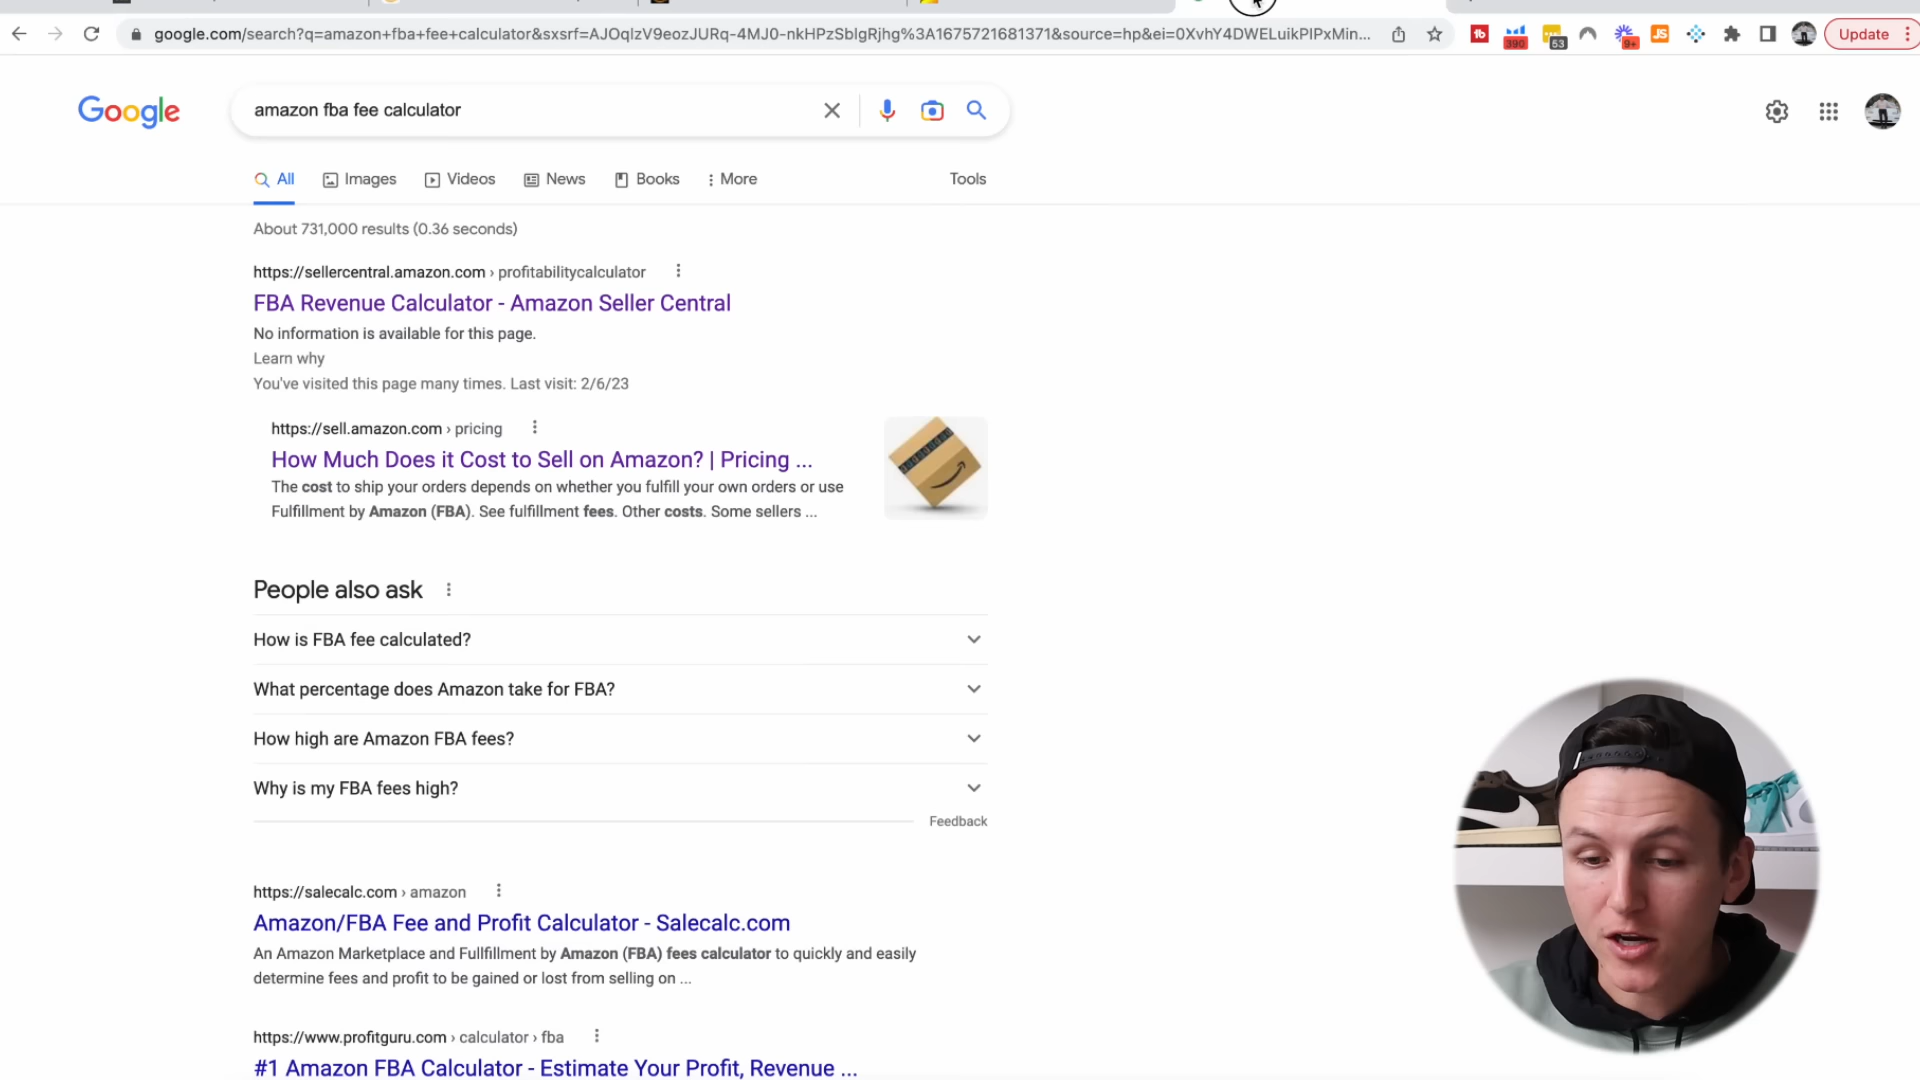 google.com/search?q=amazon+fba+fee+calculator&sxsrf=AJOqlzV9eozJURq-4MJ0-nkHPzSblgRjhg%3A1675721681371&source=hp&ei=0XvhY4DWELuikPIPxMin...
390
53
9+
JS
Update
Google
amazon fba fee calculator
All
Images
Videos
News
Books
More
Tools
About 731,000 results (0.36 seconds)
https://sellercentral.amazon.com › profitabilitycalculator
FBA Revenue Calculator - Amazon Seller Central
No information is available for this page.
Learn why
You've visited this page many times. Last visit: 2/6/23
https://sell.amazon.com › pricing
How Much Does it Cost to Sell on Amazon? | Pricing ...
The cost to ship your orders depends on whether you fulfill your own orders or use
Fulfillment by Amazon (FBA). See fulfillment fees. Other costs. Some sellers ...
People also ask
How is FBA fee calculated?
What percentage does Amazon take for FBA?
How high are Amazon FBA fees?
Why is my FBA fees high?
Feedback
https://salecalc.com › amazon
Amazon/FBA Fee and Profit Calculator - Salecalc.com
An Amazon Marketplace and Fullfillment by Amazon (FBA) fees calculator to quickly and easily
determine fees and profit to be gained or lost from selling on ...
https://www.profitguru.com › calculator › fba
#1 Amazon FBA Calculator - Estimate Your Profit, Revenue ...